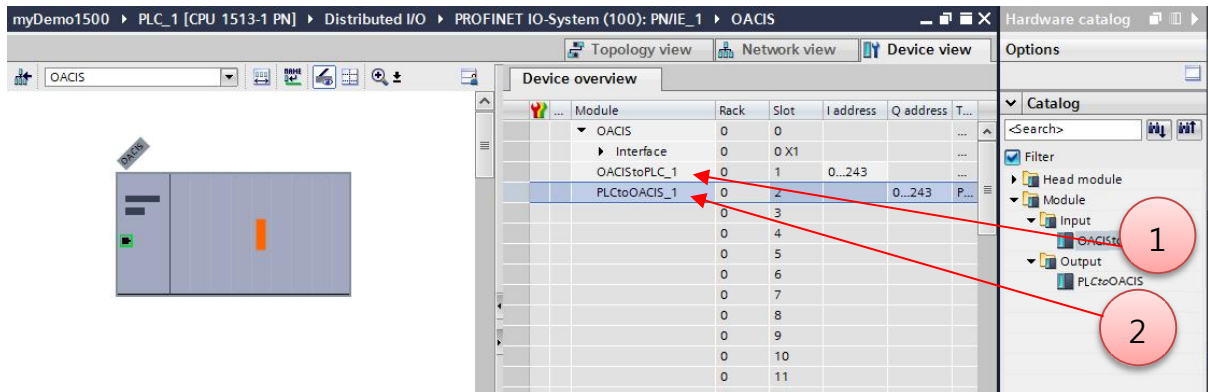 myDemo1500 ▸ PLC_1 [CPU 1513-1 PN] ▸ Distributed I/O ▸ PROFINET IO-System (100): PN/IE_1 ▸ OACIS
Hardware catalog
Topology view Network view Device view
Options
OACIS
Device overview
Catalog
... Module Rack Slot I address Q address T...
<Search>
OACIS 0 0 ...
Filter
Interface 0 0 X1 ...
OACIStoPLC_1 0 1 0...243 ...
PLCtoOACIS_1 0 2 0...243 P...
0 3
0 4
0 5
0 6
0 7
0 8
0 9
0 10
0 11
Head module
Module
Input
Output
PLCtoOACIS
OACIS
1
2